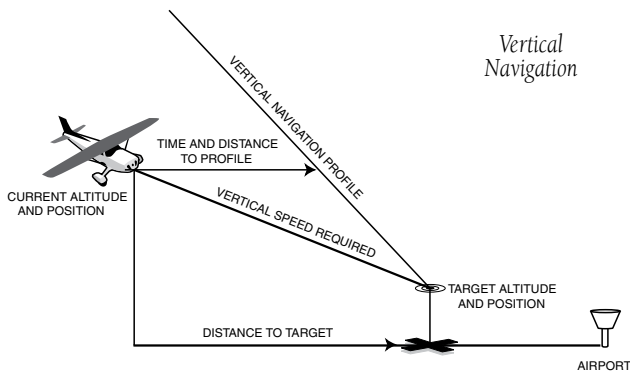 Vertical
Navigation
VERTICAL NAVIGATION PROFILE
TIME AND DISTANCE
TO PROFILE
CURRENT ALTITUDE
AND POSITION
VERTICAL SPEED REQUIRED
TARGET ALTITUDE
AND POSITION
DISTANCE TO TARGET
AIRPORT